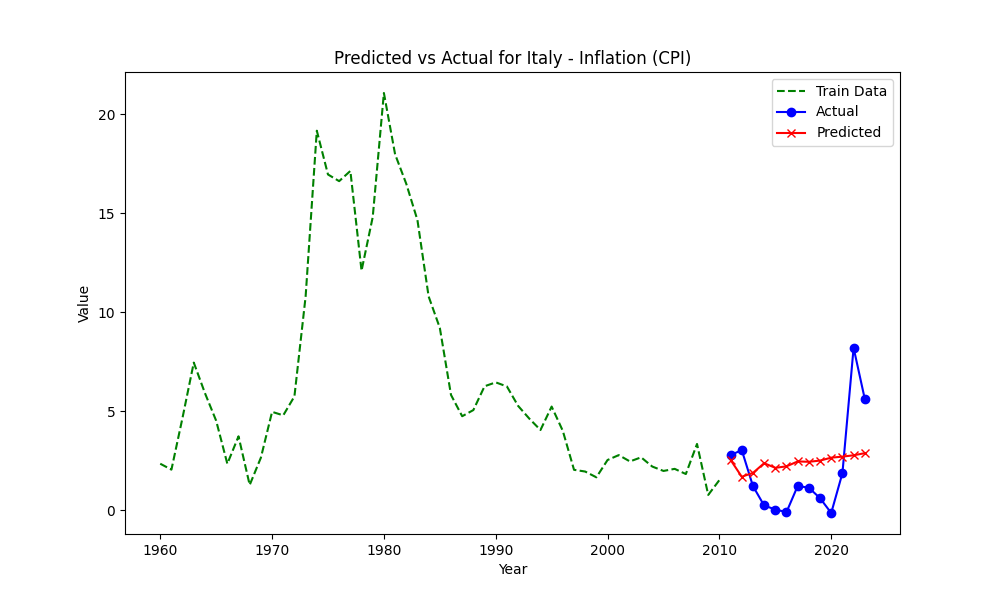 Predicted vs Actual for Italy - Inflation (CPI)
Train Data
Actual
Predicted
Value
20
15
10
5
0
1960 1970 1980 1990 2000 2010 2020
Year